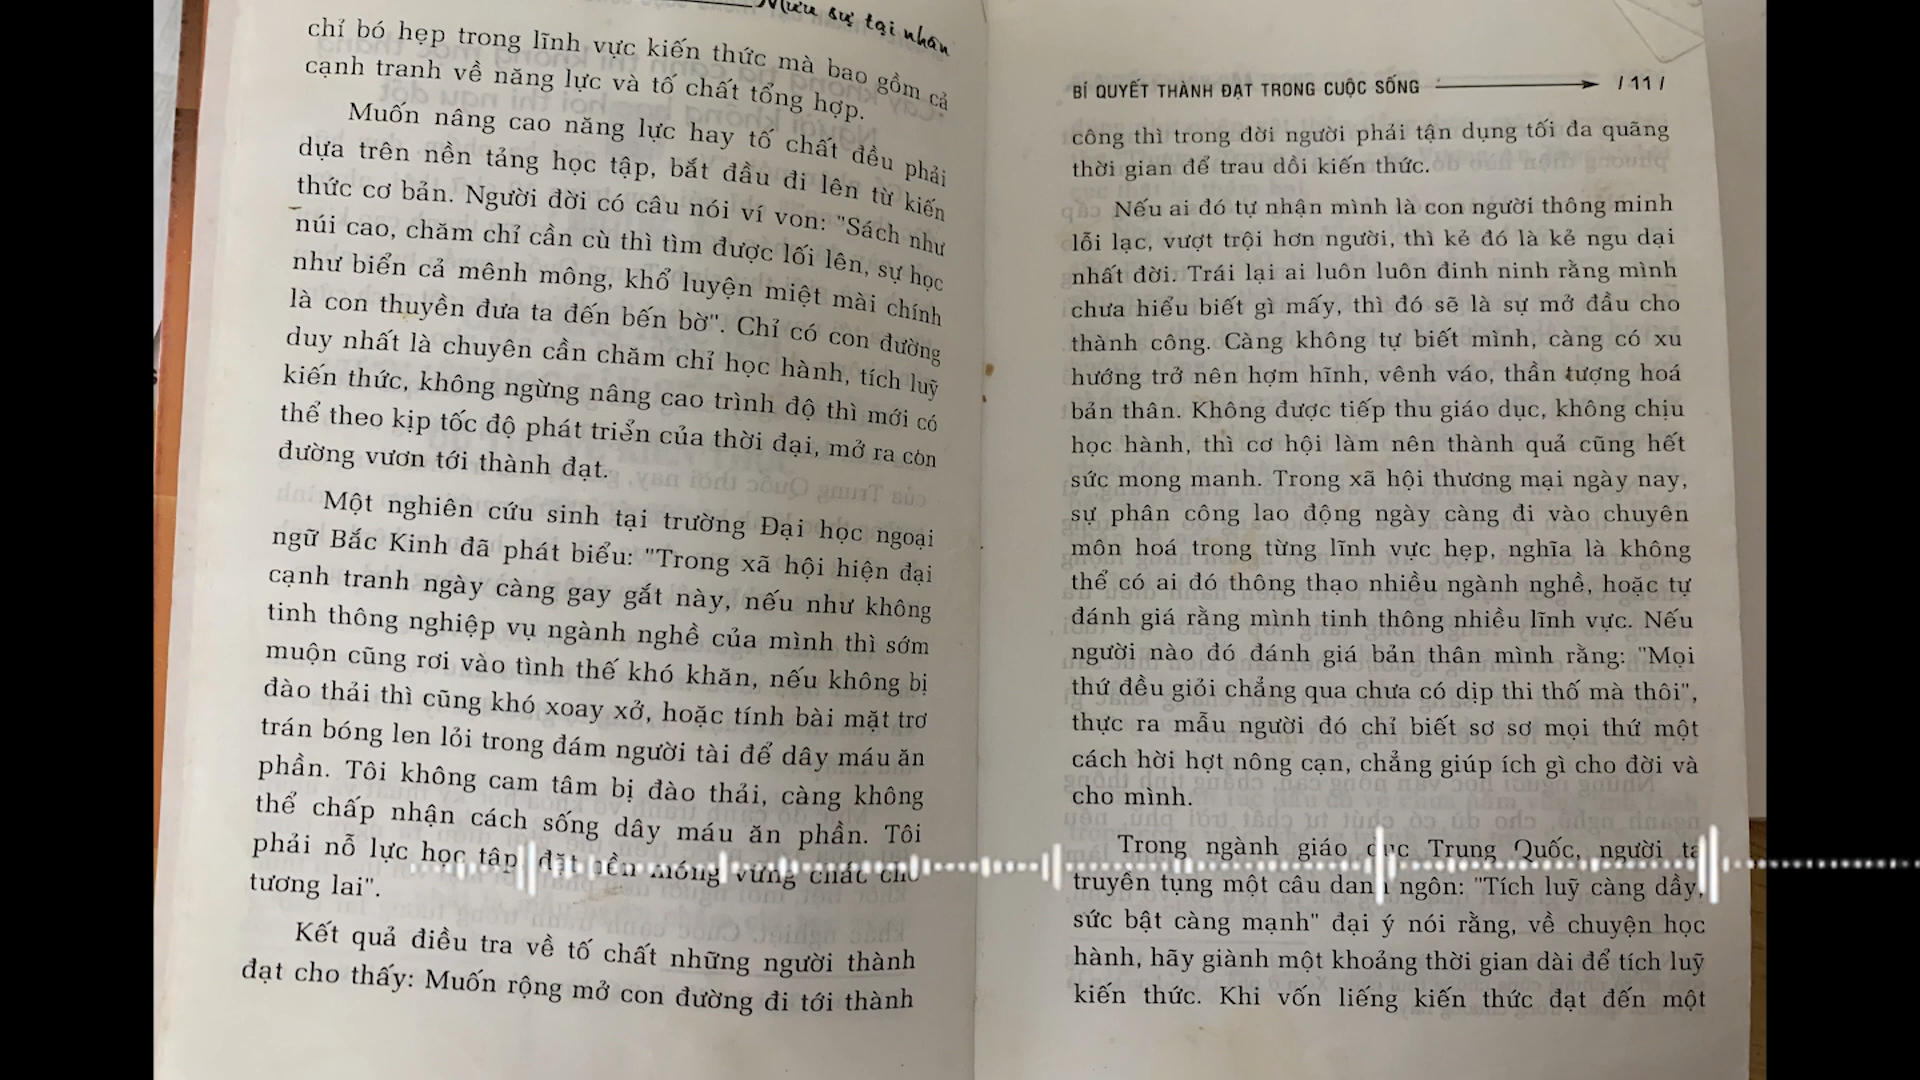 Mưu sự tại nhân
chỉ bó hẹp trong lĩnh vực kiến thức mà bao gồm cả
cạnh tranh về năng lực và tố chất tổng hợp.
Muốn nâng cao năng lực hay tố chất đều phải
dựa trên nền tảng học tập, bắt đầu đi lên từ kiến
thức cơ bản. Người đời có câu nói ví von: "Sách như
núi cao, chăm chỉ cần cù thì tìm được lối lên, sự học
như biển cả mênh mông, khổ luyện miệt mài chính
là con thuyền đưa ta đến bến bờ". Chỉ có con đường
duy nhất là chuyên cần chăm chỉ học hành, tích luỹ
kiến thức, không ngừng nâng cao trình độ thì mới có
thể theo kịp tốc độ phát triển của thời đại, mở ra con
đường vươn tới thành đạt.
Một nghiên cứu sinh tại trường Đại học ngoại
ngữ Bắc Kinh đã phát biểu: "Trong xã hội hiện đại
cạnh tranh ngày càng gay gắt này, nếu như không
tinh thông nghiệp vụ ngành nghề của mình thì sớm
muộn cũng rơi vào tình thế khó khăn, nếu không bị
đào thải thì cũng khó xoay xở, hoặc tính bài mặt trơ
trán bóng len lỏi trong đám người tài để dây máu ăn
phần. Tôi không cam tâm bị đào thải, càng không
thể chấp nhận cách sống dây máu ăn phần. Tôi
phải nỗ lực học tập đặt nền móng vững chắc cho
tương lai".
Kết quả điều tra về tố chất những người thành
đạt cho thấy: Muốn rộng mở con đường đi tới thành
BÍ QUYẾT THÀNH ĐẠT TRONG CUỘC SỐNG / 11 /
công thì trong đời người phải tận dụng tối đa quãng
thời gian để trau dồi kiến thức.
Nếu ai đó tự nhận mình là con người thông minh
lỗi lạc, vượt trội hơn người, thì kẻ đó là kẻ ngu dại
nhất đời. Trái lại ai luôn luôn đinh ninh rằng mình
chưa hiểu biết gì mấy, thì đó sẽ là sự mở đầu cho
thành công. Càng không tự biết mình, càng có xu
hướng trở nên hợm hĩnh, vênh váo, thần tượng hoá
bản thân. Không được tiếp thu giáo dục, không chịu
học hành, thì cơ hội làm nên thành quả cũng hết
sức mong manh. Trong xã hội thương mại ngày nay,
sự phân công lao động ngày càng đi vào chuyên
môn hoá trong từng lĩnh vực hẹp, nghĩa là không
thể có ai đó thông thạo nhiều ngành nghề, hoặc tự
đánh giá rằng mình tinh thông nhiều lĩnh vực. Nếu
người nào đó đánh giá bản thân mình rằng: "Mọi
thứ đều giỏi chẳng qua chưa có dịp thi thố mà thôi",
thực ra mẫu người đó chỉ biết sơ sơ mọi thứ một
cách hời hợt nông cạn, chẳng giúp ích gì cho đời và
cho mình.
Trong ngành giáo dục Trung Quốc, người ta
truyền tụng một câu danh ngôn: "Tích luỹ càng dầy,
sức bật càng mạnh" đại ý nói rằng, về chuyện học
hành, hãy giành một khoảng thời gian dài để tích luỹ
kiến thức. Khi vốn liếng kiến thức đạt đến một